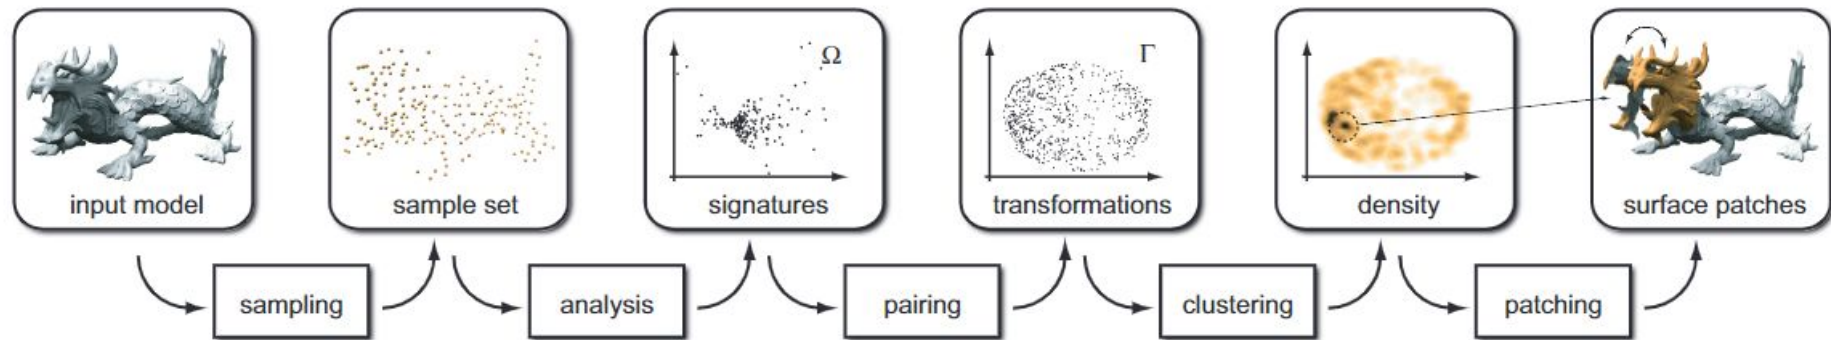 Ω
Γ
input model
sample set
signatures
transformations
density
surface patches
sampling
analysis
pairing
clustering
patching